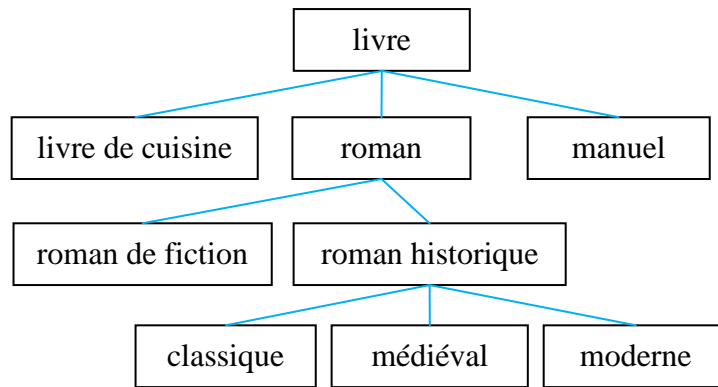 livre
livre de cuisine
roman
manuel
roman de fiction
roman historique
classique
médiéval
moderne